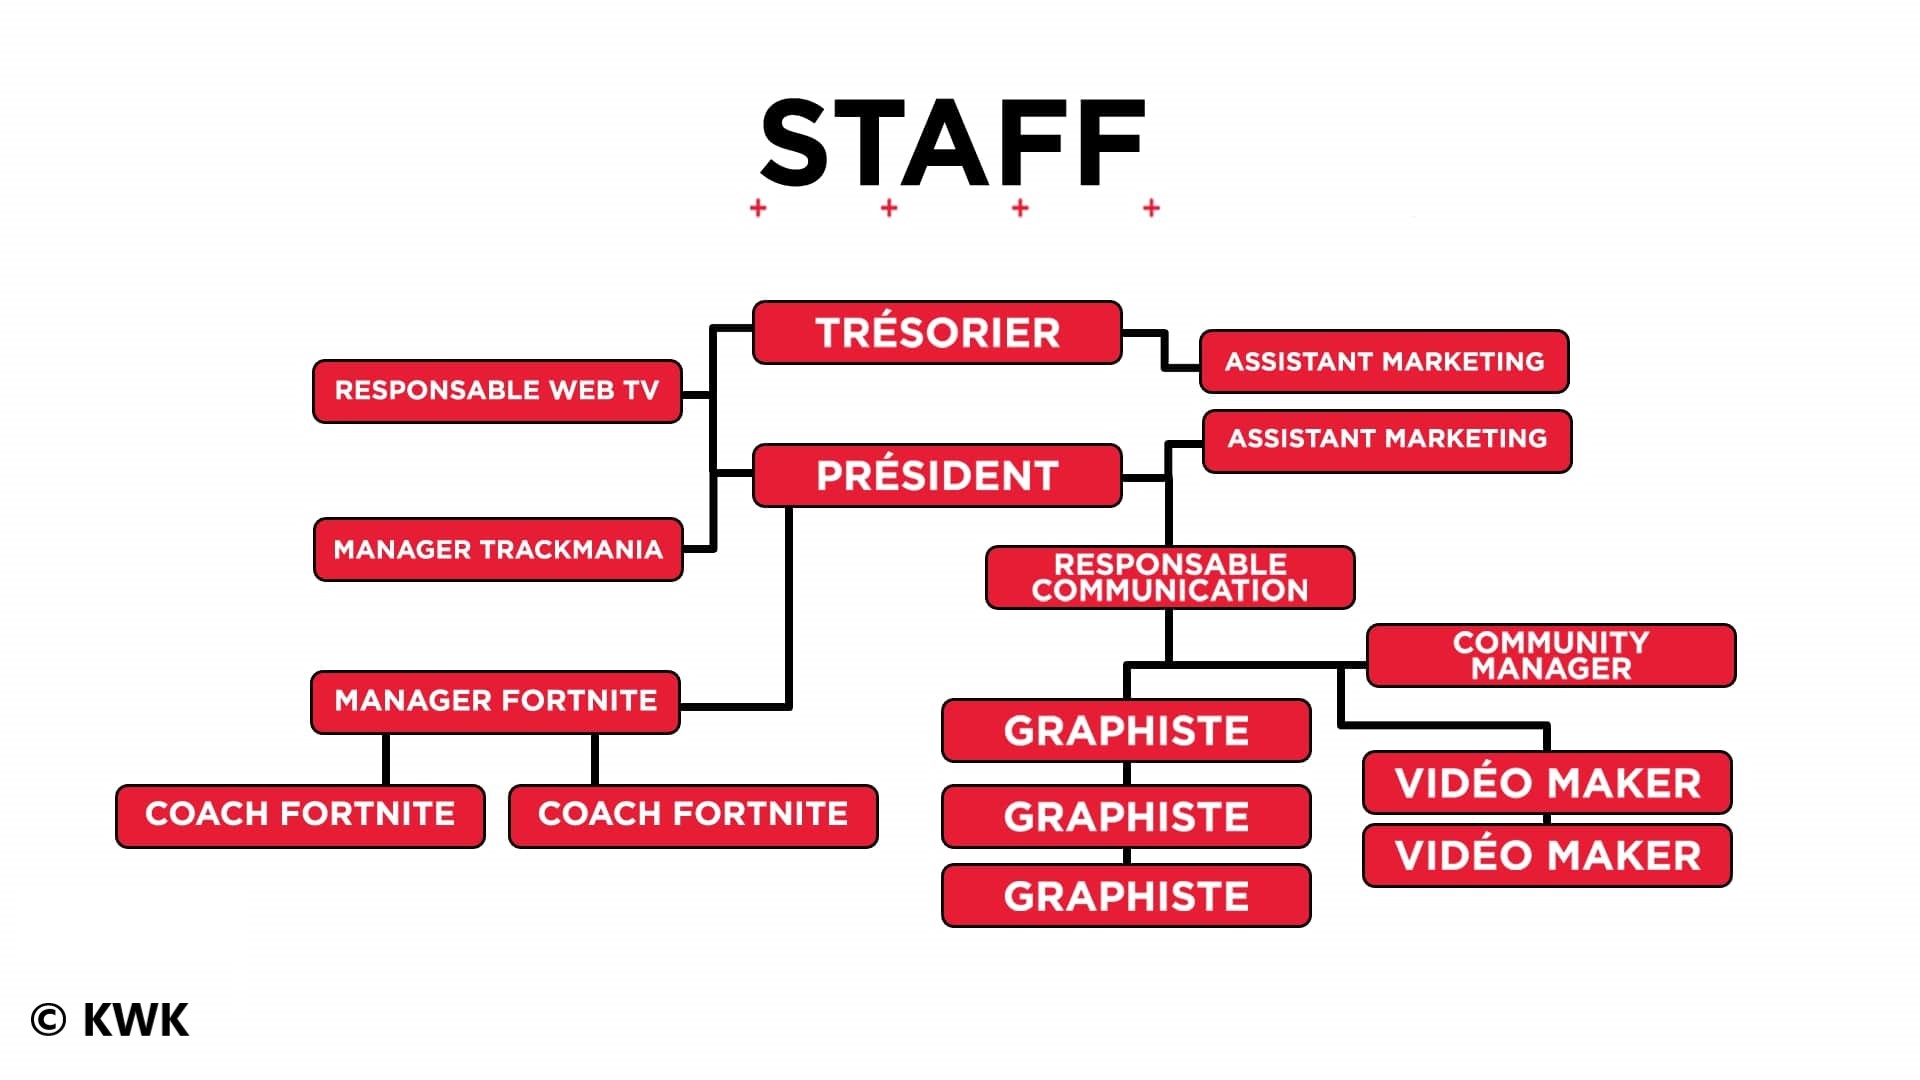 STAFF
TRÉSORIER
ASSISTANT MARKETING
RESPONSABLE WEB TV
ASSISTANT MARKETING
PRÉSIDENT
MANAGER TRACKMANIA
RESPONSABLE
COMMUNICATION
COMMUNITY
MANAGER
MANAGER FORTNITE
GRAPHISTE
VIDÉO MAKER
COACH FORTNITE
COACH FORTNITE
GRAPHISTE
VIDÉO MAKER
GRAPHISTE
© KWK